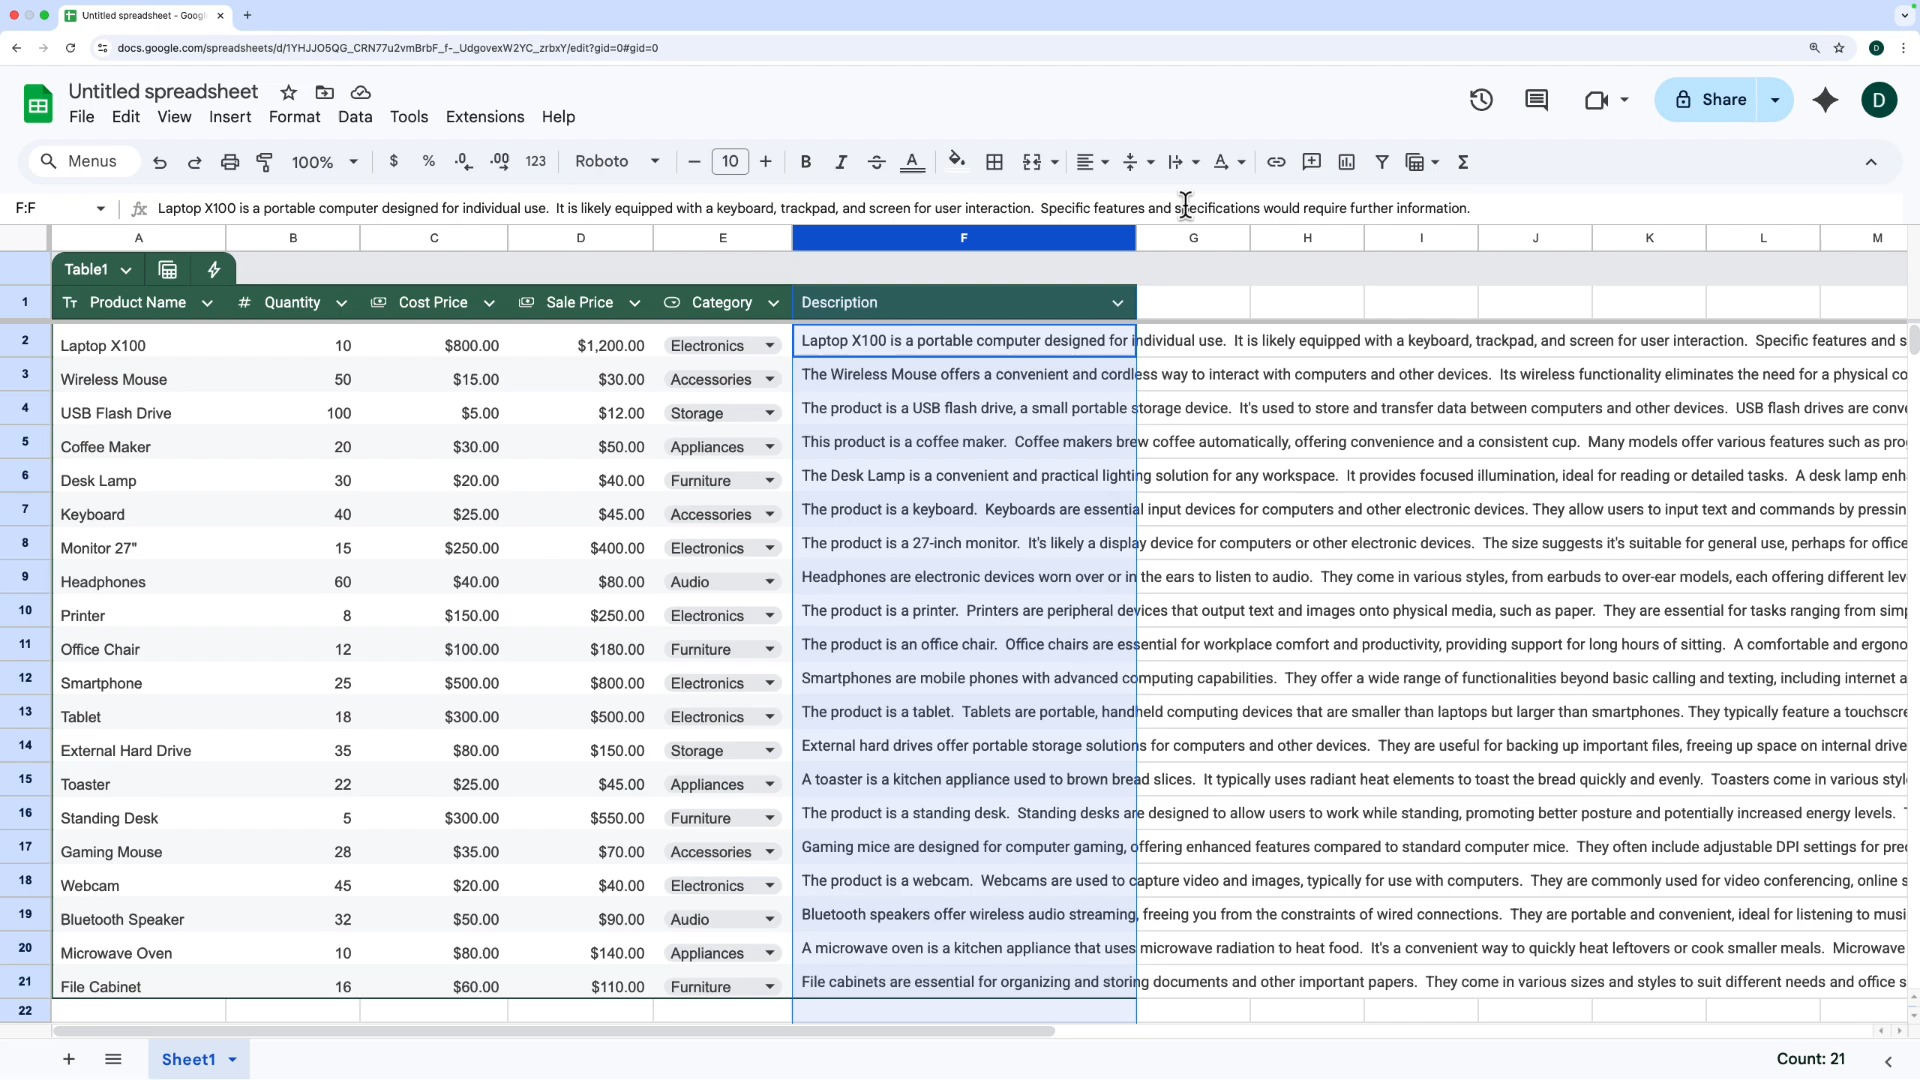 Untitled spreadsheet - Goog
docs.google.com/spreadsheets/d/1YHJJO5QG_CRN77u2vmBrbF_f-_UdgovexW2YC_zrbxY/edit?gid=0#gid=0
D
Untitled spreadsheet
File Edit View Insert Format Data Tools Extensions Help
Share
D
Menus 100% $ % .0 .00 123 Roboto 10 B I A
F:F
Laptop X100 is a portable computer designed for individual use.  It is likely equipped with a keyboard, trackpad, and screen for user interaction.  Specific features and specifications would require further information.
A B C D E F G H I J K L M
Table1
1 Product Name # Quantity Cost Price Sale Price Category Description
2 Laptop X100 10 $800.00 $1,200.00 Electronics Laptop X100 is a portable computer designed for individual use.  It is likely equipped with a keyboard, trackpad, and screen for user interaction.  Specific features and s
3 Wireless Mouse 50 $15.00 $30.00 Accessories The Wireless Mouse offers a convenient and cordless way to interact with computers and other devices.  Its wireless functionality eliminates the need for a physical co
4 USB Flash Drive 100 $5.00 $12.00 Storage The product is a USB flash drive, a small portable storage device.  It's used to store and transfer data between computers and other devices.  USB flash drives are conv
5 Coffee Maker 20 $30.00 $50.00 Appliances This product is a coffee maker.  Coffee makers brew coffee automatically, offering convenience and a consistent cup.  Many models offer various features such as pro
6 Desk Lamp 30 $20.00 $40.00 Furniture The Desk Lamp is a convenient and practical lighting solution for any workspace.  It provides focused illumination, ideal for reading or detailed tasks.  A desk lamp enh
7 Keyboard 40 $25.00 $45.00 Accessories The product is a keyboard.  Keyboards are essential input devices for computers and other electronic devices. They allow users to input text and commands by pressin
8 Monitor 27" 15 $250.00 $400.00 Electronics The product is a 27-inch monitor.  It's likely a display device for computers or other electronic devices.  The size suggests it's suitable for general use, perhaps for office
9 Headphones 60 $40.00 $80.00 Audio Headphones are electronic devices worn over or in the ears to listen to audio.  They come in various styles, from earbuds to over-ear models, each offering different lev
10 Printer 8 $150.00 $250.00 Electronics The product is a printer.  Printers are peripheral devices that output text and images onto physical media, such as paper.  They are essential for tasks ranging from simp
11 Office Chair 12 $100.00 $180.00 Furniture The product is an office chair.  Office chairs are essential for workplace comfort and productivity, providing support for long hours of sitting.  A comfortable and ergono
12 Smartphone 25 $500.00 $800.00 Electronics Smartphones are mobile phones with advanced computing capabilities.  They offer a wide range of functionalities beyond basic calling and texting, including internet a
13 Tablet 18 $300.00 $500.00 Electronics The product is a tablet.  Tablets are portable, handheld computing devices that are smaller than laptops but larger than smartphones. They typically feature a touchscre
14 External Hard Drive 35 $80.00 $150.00 Storage External hard drives offer portable storage solutions for computers and other devices.  They are useful for backing up important files, freeing up space on internal drive
15 Toaster 22 $25.00 $45.00 Appliances A toaster is a kitchen appliance used to brown bread slices.  It typically uses radiant heat elements to toast the bread quickly and evenly.  Toasters come in various styl
16 Standing Desk 5 $300.00 $550.00 Furniture The product is a standing desk.  Standing desks are designed to allow users to work while standing, promoting better posture and potentially increased energy levels.
17 Gaming Mouse 28 $35.00 $70.00 Accessories Gaming mice are designed for computer gaming, offering enhanced features compared to standard computer mice.  They often include adjustable DPI settings for pre
18 Webcam 45 $20.00 $40.00 Electronics The product is a webcam.  Webcams are used to capture video and images, typically for use with computers.  They are commonly used for video conferencing, online s
19 Bluetooth Speaker 32 $50.00 $90.00 Audio Bluetooth speakers offer wireless audio streaming, freeing you from the constraints of wired connections.  They are portable and convenient, ideal for listening to musi
20 Microwave Oven 10 $80.00 $140.00 Appliances A microwave oven is a kitchen appliance that uses microwave radiation to heat food.  It's a convenient way to quickly heat leftovers or cook smaller meals.  Microwave
21 File Cabinet 16 $60.00 $110.00 Furniture File cabinets are essential for organizing and storing documents and other important papers.  They come in various sizes and styles to suit different needs and office s
22
Sheet1
Count: 21